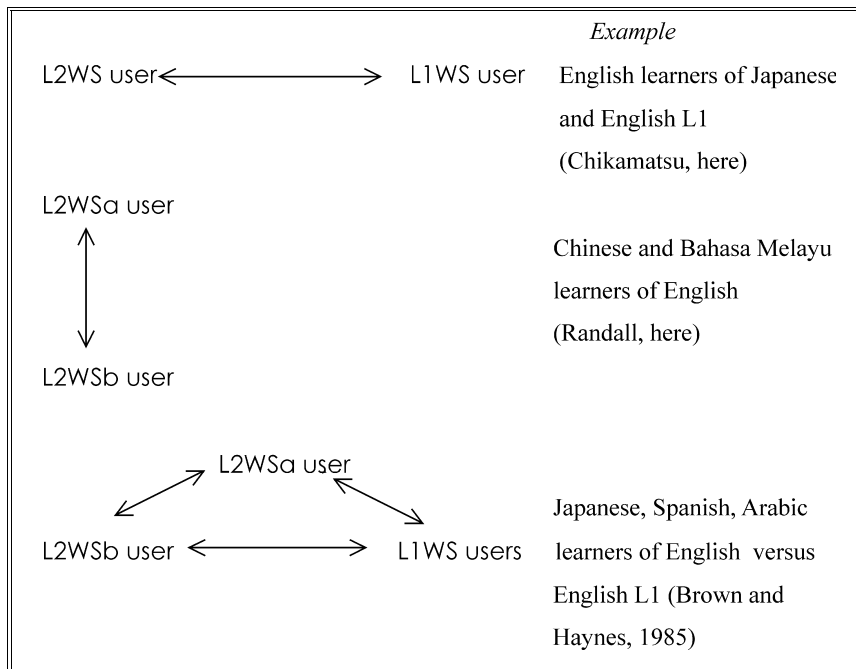 Example
L2WS user L1WS user English learners of Japanese
and English L1
(Chikamatsu, here)
L2WSa user
Chinese and Bahasa Melayu
learners of English
(Randall, here)
L2WSb user
L2WSa user
Japanese, Spanish, Arabic
L2WSb user L1WS users learners of English versus
English L1 (Brown and
Haynes, 1985)